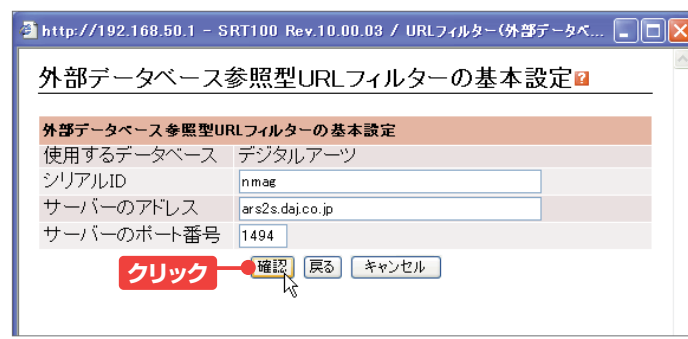 http://192.168.50.1 - SRT100 Rev.10.00.03 / URLフィルター(外部データベ...
外部データベース参照型URLフィルターの基本設定?
外部データベース参照型URLフィルターの基本設定
使用するデータベース デジタルアーツ
シリアルID nmag
サーバーのアドレス ars2s.daj.co.jp
サーバーのポート番号 1494
クリック 確認 戻る キャンセル